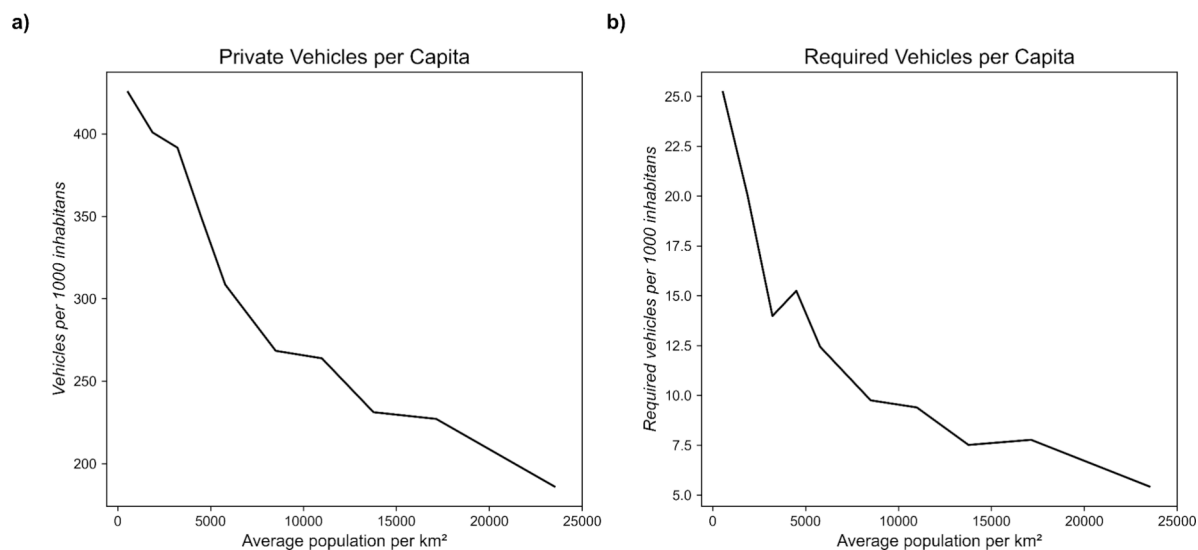 a)
Private Vehicles per Capita
Vehicles per 1000 inhabitans
400
350
300
250
200
0 5000 10000 15000 20000 25000
Average population per km²
b)
Required Vehicles per Capita
Required vehicles per 1000 inhabitans
25.0
22.5
20.0
17.5
15.0
12.5
10.0
7.5
5.0
0 5000 10000 15000 20000 25000
Average population per km²